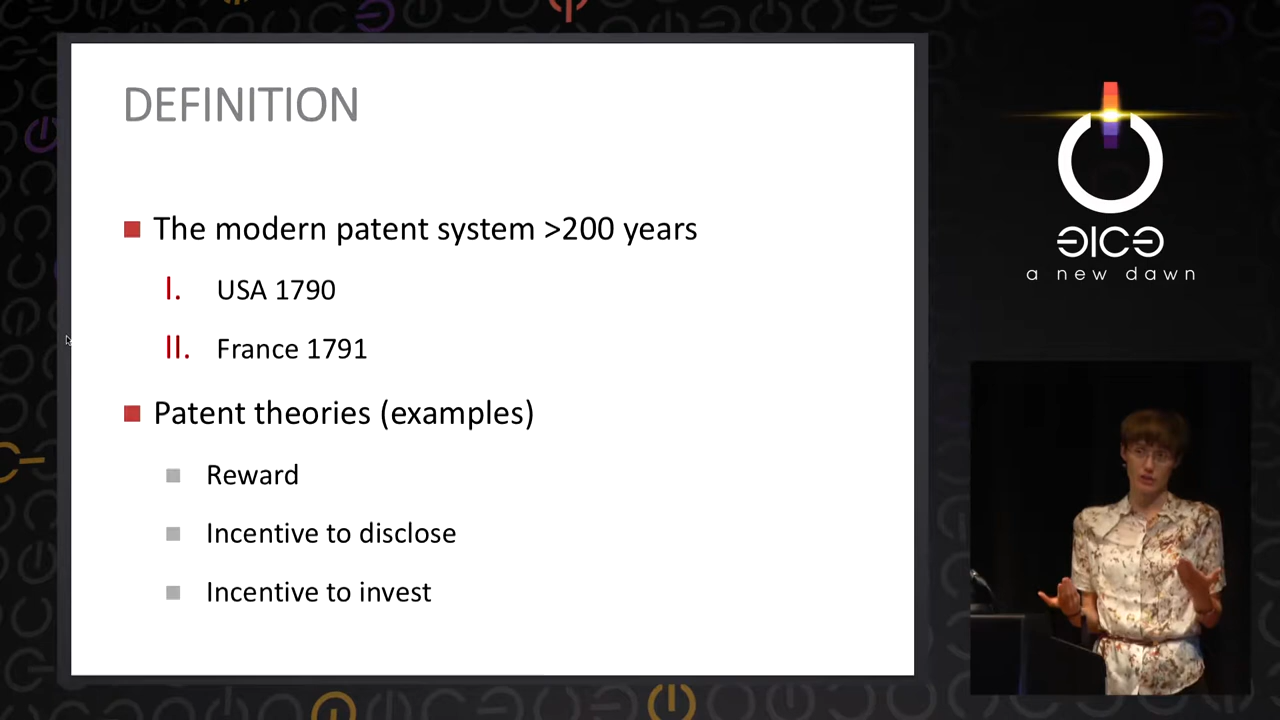 DEFINITION
The modern patent system >200 years
I. USA 1790
II. France 1791
Patent theories (examples)
Reward
Incentive to disclose
Incentive to invest
a new dawn